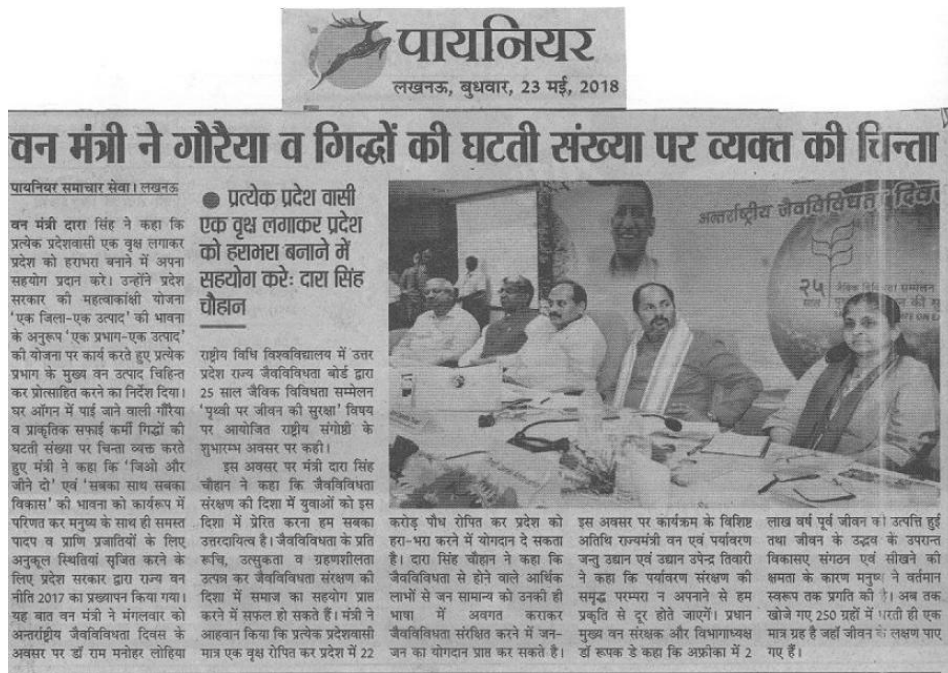 पायनियर
लखनऊ, बुधवार, 23 मई, 2018
वन मंत्री ने गौरैया व गिद्धों की घटती संख्या पर व्यक्त की चिन्ता
पायनियर समाचार सेवा। लखनऊ
वन मंत्री दारा सिंह ने कहा कि
प्रत्येक प्रदेशवासी एक वृक्ष लगाकर
प्रदेश को हराभरा बनाने में अपना
सहयोग प्रदान करे। उन्होंने प्रदेश
सरकार की महत्वाकांक्षी योजना
'एक जिला-एक उत्पाद' की भावना
के अनुरूप 'एक प्रभाग-एक उत्पाद'
की योजना पर कार्य करते हुए प्रत्येक
प्रभाग के मुख्य वन उत्पाद चिन्हित
कर प्रोत्साहित करने का निर्देश दिया।
घर आँगन में पाई जाने वाली गौरैया
व प्राकृतिक सफाई कर्मी गिद्धों की
घटती संख्या पर चिन्ता व्यक्त करते
हुए मंत्री ने कहा कि 'जिओ और
जीने दो' एवं 'सबका साथ सबका
विकास' की भावना को कार्यरूप में
परिणत कर मनुष्य के साथ ही समस्त
पादप व प्राणि प्रजातियों के लिए
अनुकूल स्थितियां सृजित करने के
लिए प्रदेश सरकार द्वारा राज्य वन
नीति 2017 का प्रख्यापन किया गया।
यह बात वन मंत्री ने मंगलवार को
अन्तर्राष्ट्रीय जैवविविधता दिवस के
अवसर पर डॉ राम मनोहर लोहिया
● प्रत्येक प्रदेश वासी
एक वृक्ष लगाकर प्रदेश
को हराभरा बनाने में
सहयोग करेः दारा सिंह
चौहान
राष्ट्रीय विधि विश्वविद्यालय में उत्तर
प्रदेश राज्य जैवविविधता बोर्ड द्वारा
25 साल जैविक विविधता सम्मेलन
'पृथ्वी पर जीवन की सुरक्षा' विषय
पर आयोजित राष्ट्रीय संगोष्ठी के
शुभारम्भ अवसर पर कही।
इस अवसर पर मंत्री दारा सिंह
चौहान ने कहा कि जैवविविधता
संरक्षण की दिशा में युवाओं को इस
दिशा में प्रेरित करना हम सबका
उत्तरदायित्व है। जैवविविधता के प्रति
रूचि, उत्सुकता व ग्रहणशीलता
उत्पन्न कर जैवविविधता संरक्षण की
दिशा में समाज का सहयोग प्राप्त
करने में सफल हो सकते हैं। मंत्री ने
आहवान किया कि प्रत्येक प्रदेशवासी
मात्र एक वृक्ष रोपित कर प्रदेश में 22
अन्तर्राष्ट्रीय जैवविविधता दिवस
२५
साल
जैविक विविधता सम्मेलन
करोड़ पौध रोपित कर प्रदेश को
हरा-भरा करने में योगदान दे सकता
है। दारा सिंह चौहान ने कहा कि
जैवविविधता से होने वाले आर्थिक
लाभों से जन सामान्य को उनकी ही
भाषा में अवगत कराकर
जैवविविधता संरक्षित करने में जन-
जन का योगदान प्राप्त कर सकते है।
इस अवसर पर कार्यक्रम के विशिष्ट
अतिथि राज्यमंत्री वन एवं पर्यावरण
जन्तु उद्यान एवं उद्यान उपेन्द्र तिवारी
ने कहा कि पर्यावरण संरक्षण की
समृद्ध परम्परा न अपनाने से हम
प्रकृति से दूर होते जाएगें। प्रधान
मुख्य वन संरक्षक और विभागाध्यक्ष
डॉ रूपक डे कहा कि अफ्रीका में 2
लाख वर्ष पूर्व जीवन की उत्पत्ति हुई
तथा जीवन के उद्भव के उपरान्त
विकासए संगठन एवं सीखने की
क्षमता के कारण मनुष्य ने वर्तमान
स्वरूप तक प्रगति की है। अब तक
खोजे गए 250 ग्रहों में धरती ही एक
मात्र ग्रह है जहाँ जीवन के लक्षण पाए
गए हैं।